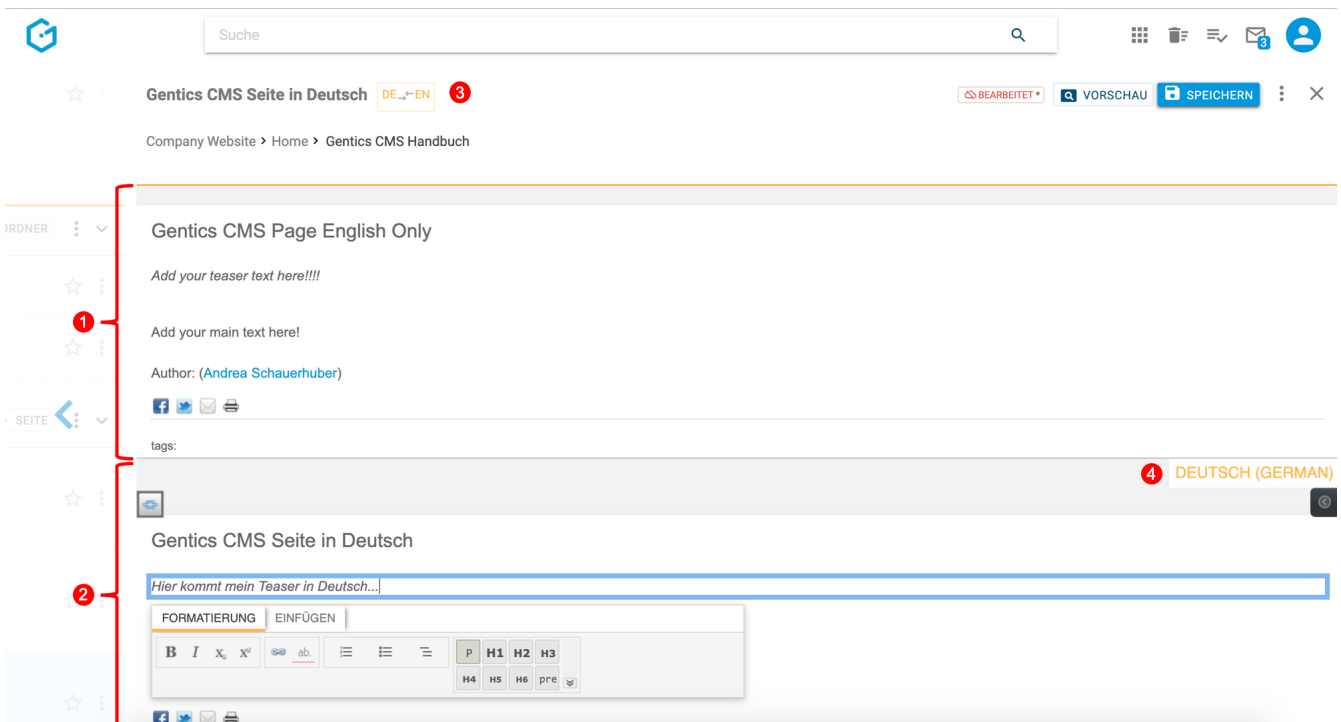 Suche
3
Gentics CMS Seite in Deutsch DE EN 3 BEARBEITET * VORSCHAU SPEICHERN
Company Website > Home > Gentics CMS Handbuch
ORDNER
Gentics CMS Page English Only
Add your teaser text here!!!!
1
Add your main text here!
Author: (Andrea Schauerhuber)
SEITE
tags:
4 DEUTSCH (GERMAN)
Gentics CMS Seite in Deutsch
Hier kommt mein Teaser in Deutsch...
2
FORMATIERUNG EINFÜGEN
B I X₂ X² ab. P H1 H2 H3
H4 H5 H6 pre